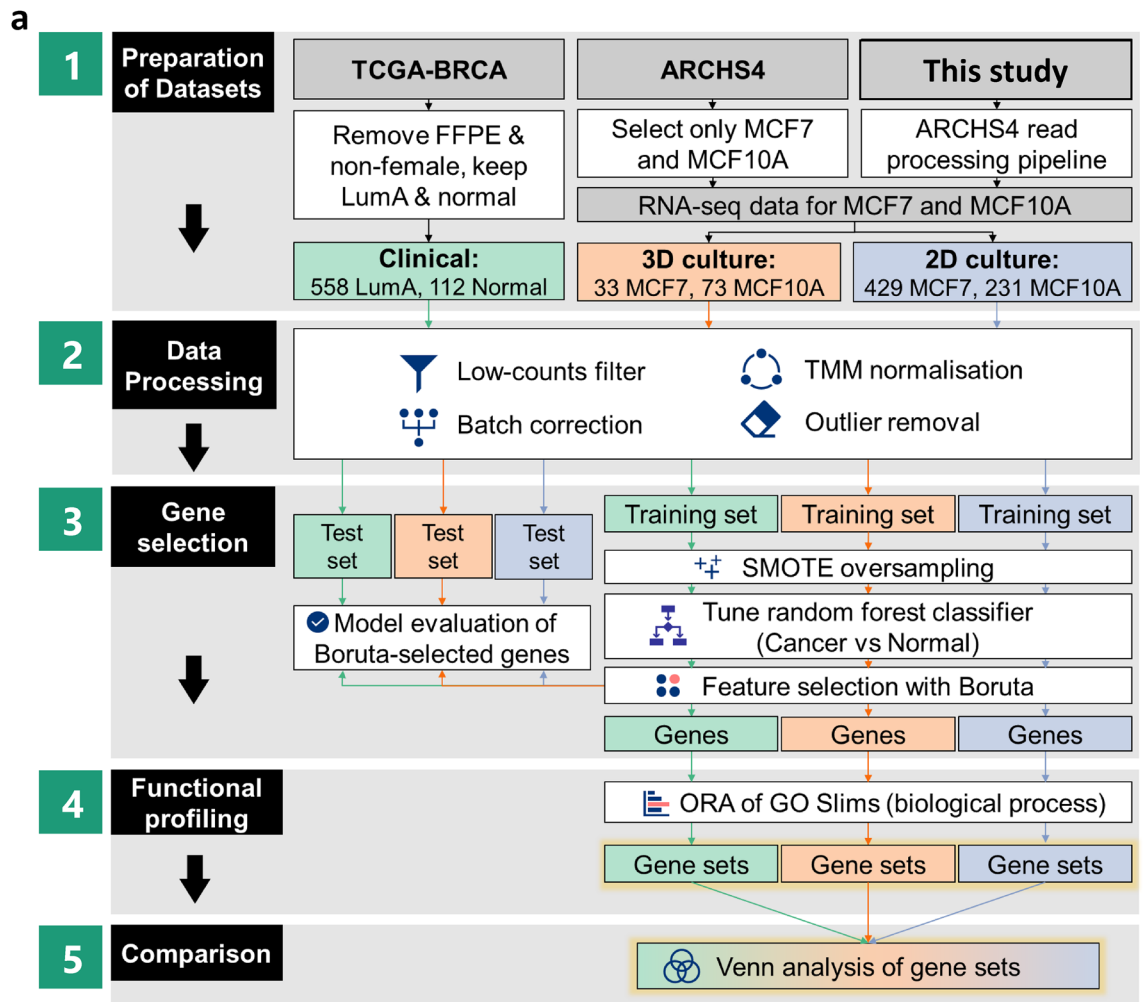 a
1
Preparation
of Datasets
TCGA-BRCA
ARCHS4
This study
Remove FFPE &
non-female, keep
LumA & normal
Select only MCF7
and MCF10A
ARCHS4 read
processing pipeline
RNA-seq data for MCF7 and MCF10A
Clinical:
558 LumA, 112 Normal
3D culture:
33 MCF7, 73 MCF10A
2D culture:
429 MCF7, 231 MCF10A
2
Data
Processing
Low-counts filter
TMM normalisation
Batch correction
Outlier removal
3
Gene
selection
Test
set
Test
set
Test
set
Training set
Training set
Training set
SMOTE oversampling
Tune random forest classifier
(Cancer vs Normal)
Model evaluation of
Boruta-selected genes
Feature selection with Boruta
Genes
Genes
Genes
4
Functional
profiling
ORA of GO Slims (biological process)
Gene sets
Gene sets
Gene sets
5
Comparison
Venn analysis of gene sets